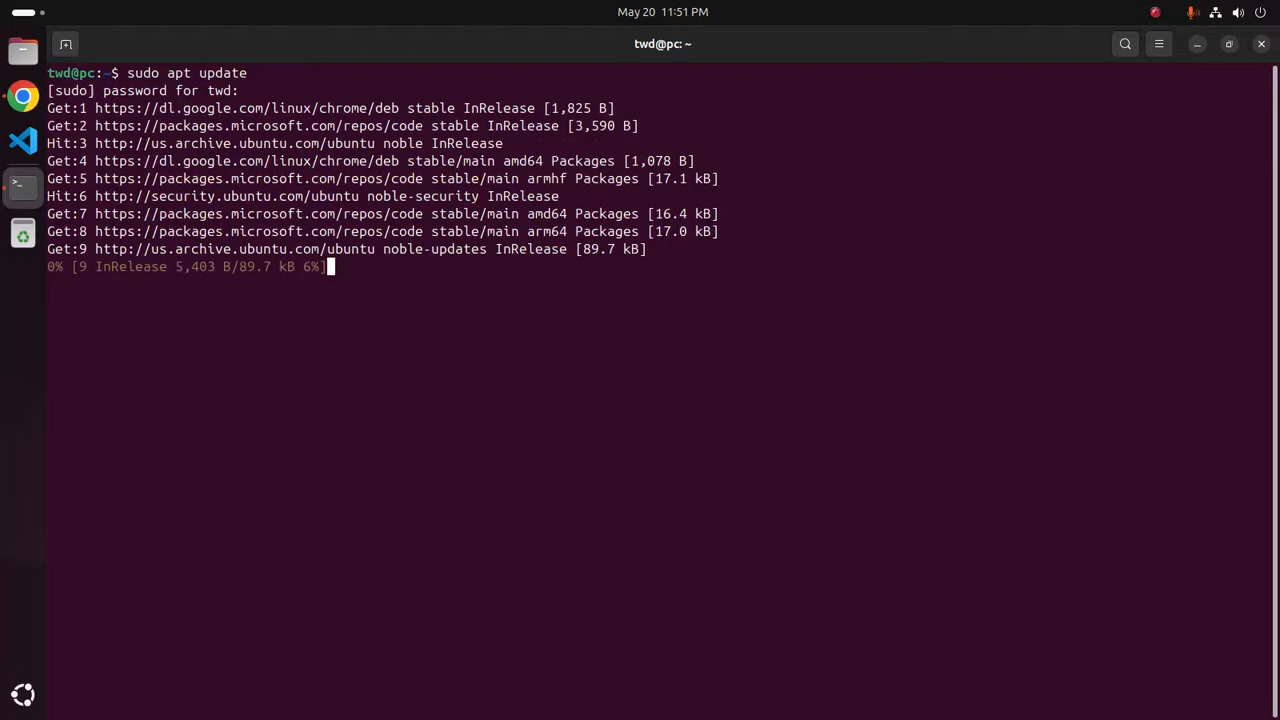 May 20 11:51 PM
twd@pc: ~
twd@pc:~$ sudo apt update
[sudo] password for twd:
Get:1 https://dl.google.com/linux/chrome/deb stable InRelease [1,825 B]
Get:2 https://packages.microsoft.com/repos/code stable InRelease [3,590 B]
Hit:3 http://us.archive.ubuntu.com/ubuntu noble InRelease
Get:4 https://dl.google.com/linux/chrome/deb stable/main amd64 Packages [1,078 B]
Get:5 https://packages.microsoft.com/repos/code stable/main armhf Packages [17.1 kB]
Hit:6 http://security.ubuntu.com/ubuntu noble-security InRelease
Get:7 https://packages.microsoft.com/repos/code stable/main amd64 Packages [16.4 kB]
Get:8 https://packages.microsoft.com/repos/code stable/main arm64 Packages [17.0 kB]
Get:9 http://us.archive.ubuntu.com/ubuntu noble-updates InRelease [89.7 kB]
0% [9 InRelease 5,403 B/89.7 kB 6%]